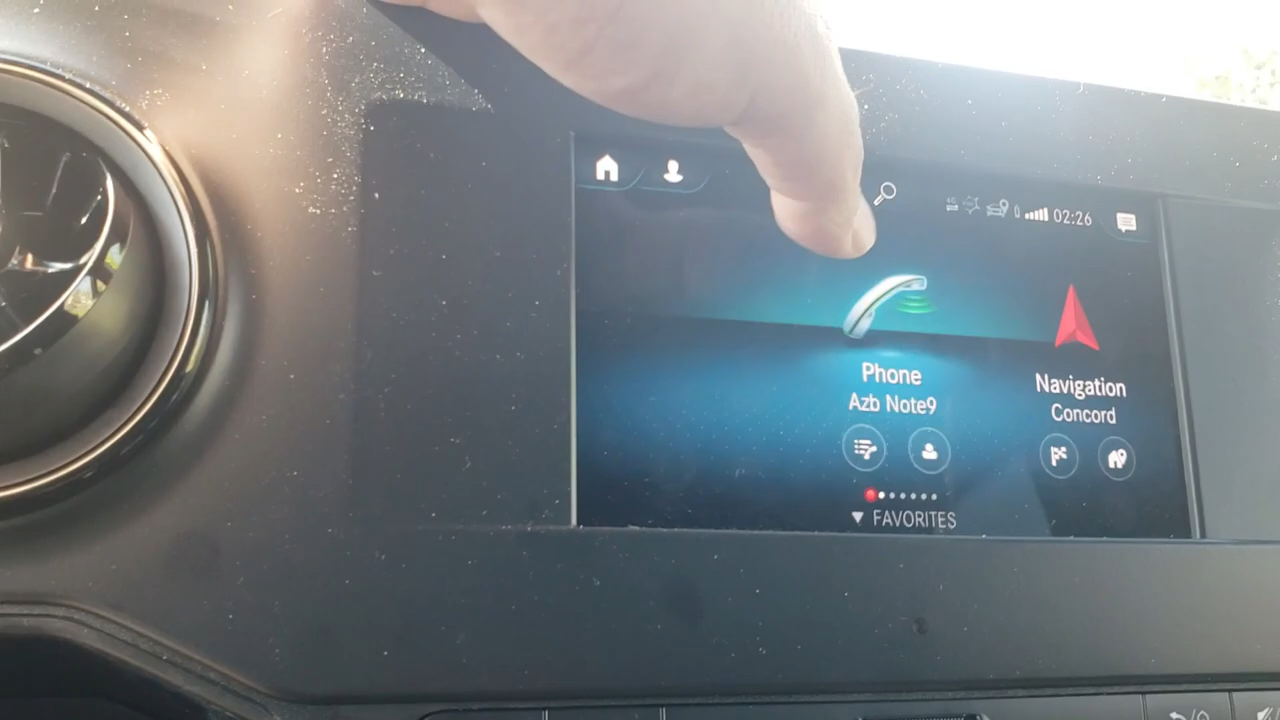 02:26
Phone
Azb Note9
Navigation
Concord
FAVORITES